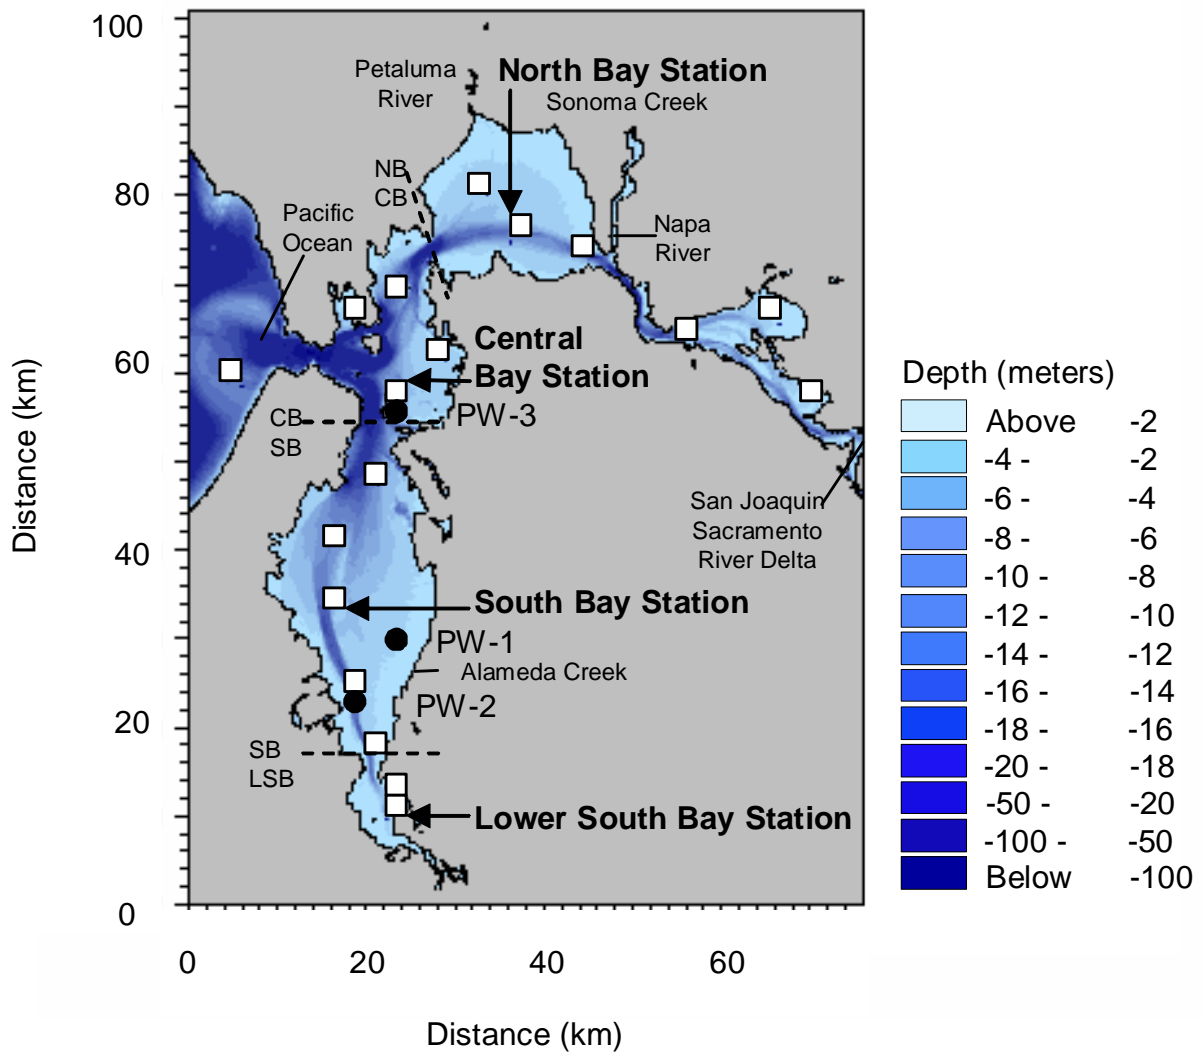 100
Petaluma
River
North Bay Station
Sonoma Creek
NB
CB
80
Pacific
Ocean
Napa
River
Central
Bay Station
60
PW-3
CB
SB
Distance (km)
San Joaquin
Sacramento
River Delta
40
South Bay Station
PW-1
Alameda Creek
PW-2
20
SB
LSB
Lower South Bay Station
0
0 20 40 60
Distance (km)
Depth (meters)
Above -2
-4 - -2
-6 - -4
-8 - -6
-10 - -8
-12 - -10
-14 - -12
-16 - -14
-18 - -16
-20 - -18
-50 - -20
-100 - -50
Below -100